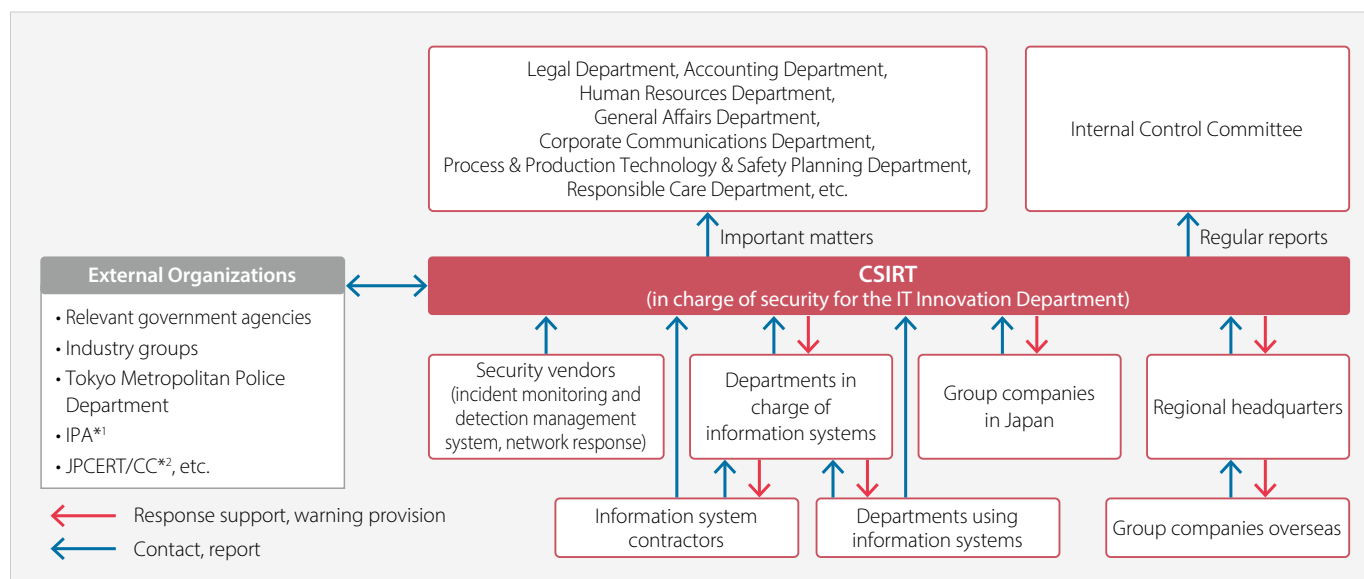 Legal Department, Accounting Department,
Human Resources Department,
General Affairs Department,
Corporate Communications Department,
Process & Production Technology & Safety Planning Department,
Responsible Care Department, etc.
Internal Control Committee
Important matters
Regular reports
External Organizations
• Relevant government agencies
• Industry groups
• Tokyo Metropolitan Police
Department
• IPA*1
• JPCERT/CC*2, etc.
CSIRT
(in charge of security for the IT Innovation Department)
Security vendors
(incident monitoring and
detection management
system, network response)
Departments in
charge of
information systems
Group companies
in Japan
Regional headquarters
Information system
contractors
Departments using
information systems
Group companies overseas
Response support, warning provision
Contact, report